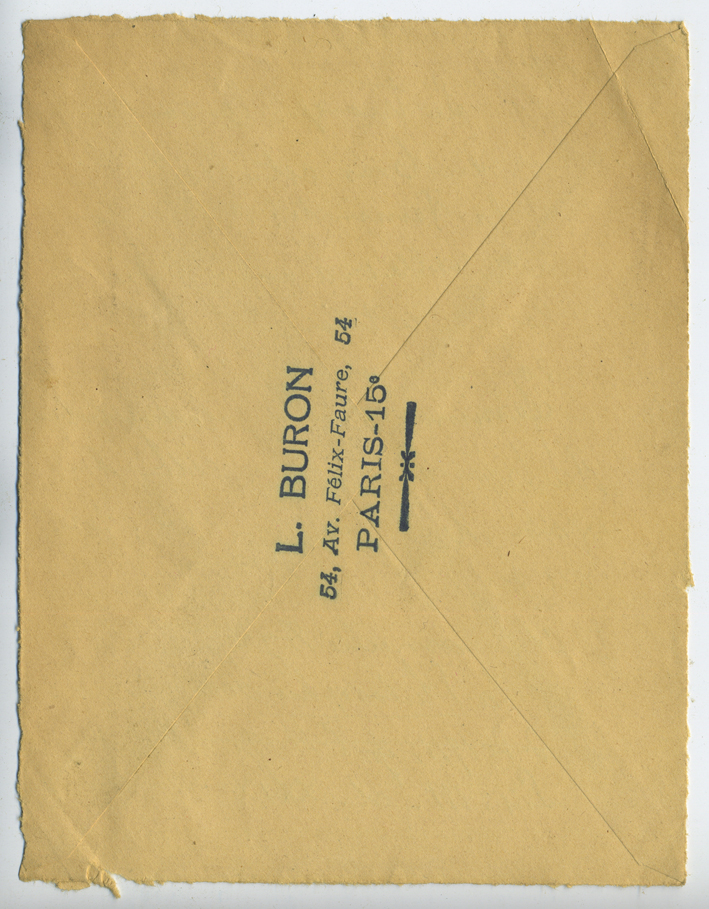 L. BURON
54, Av. Félix-Faure, 54
PARIS-15e